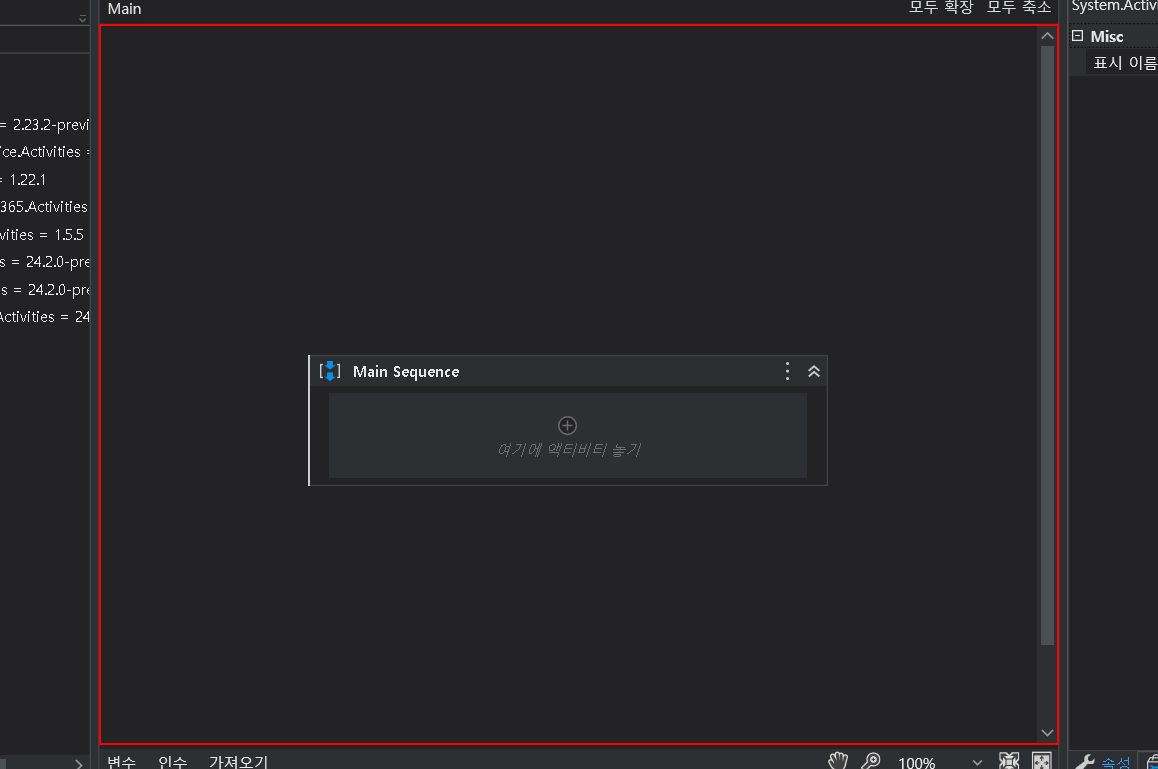 Main
모두 확장 모두 축소
System.Activi
Misc
표시 이름
= 2.23.2-previ
ice.Activities =
= 1.22.1
365.Activities
vities = 1.5.5
s = 24.2.0-pre
s = 24.2.0-pre
Activities = 24
Main Sequence
여기에 액티비티 놓기
변수 인수 가져오기
100%
속성